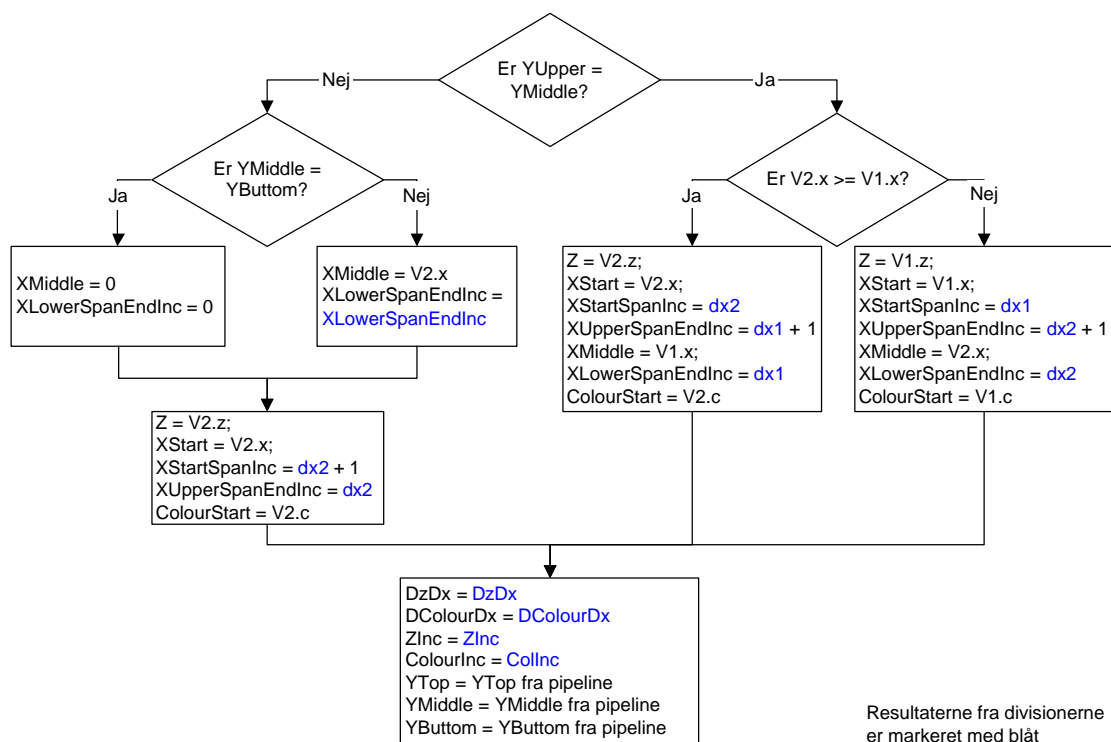 Er YUpper =
YMiddle?
Nej
Ja
Er YMiddle =
YButtom?
Ja
Nej
Er V2.x >= V1.x?
Ja
Nej
XMiddle = 0
XLowerSpanEndInc = 0
XMiddle = V2.x
XLowerSpanEndInc =
XLowerSpanEndInc
Z = V2.z;
XStart = V2.x;
XStartSpanInc = dx2
XUpperSpanEndInc = dx1 + 1
XMiddle = V1.x;
XLowerSpanEndInc = dx1
ColourStart = V2.c
Z = V1.z;
XStart = V1.x;
XStartSpanInc = dx1
XUpperSpanEndInc = dx2 + 1
XMiddle = V2.x;
XLowerSpanEndInc = dx2
ColourStart = V1.c
Z = V2.z;
XStart = V2.x;
XStartSpanInc = dx2 + 1
XUpperSpanEndInc = dx2
ColourStart = V2.c
DzDx = DzDx
DColourDx = DColourDx
ZInc = ZInc
ColourInc = ColInc
YTop = YTop fra pipeline
YMiddle = YMiddle fra pipeline
YButtom = YButtom fra pipeline
Resultaterne fra divisionerne
er markeret med blåt